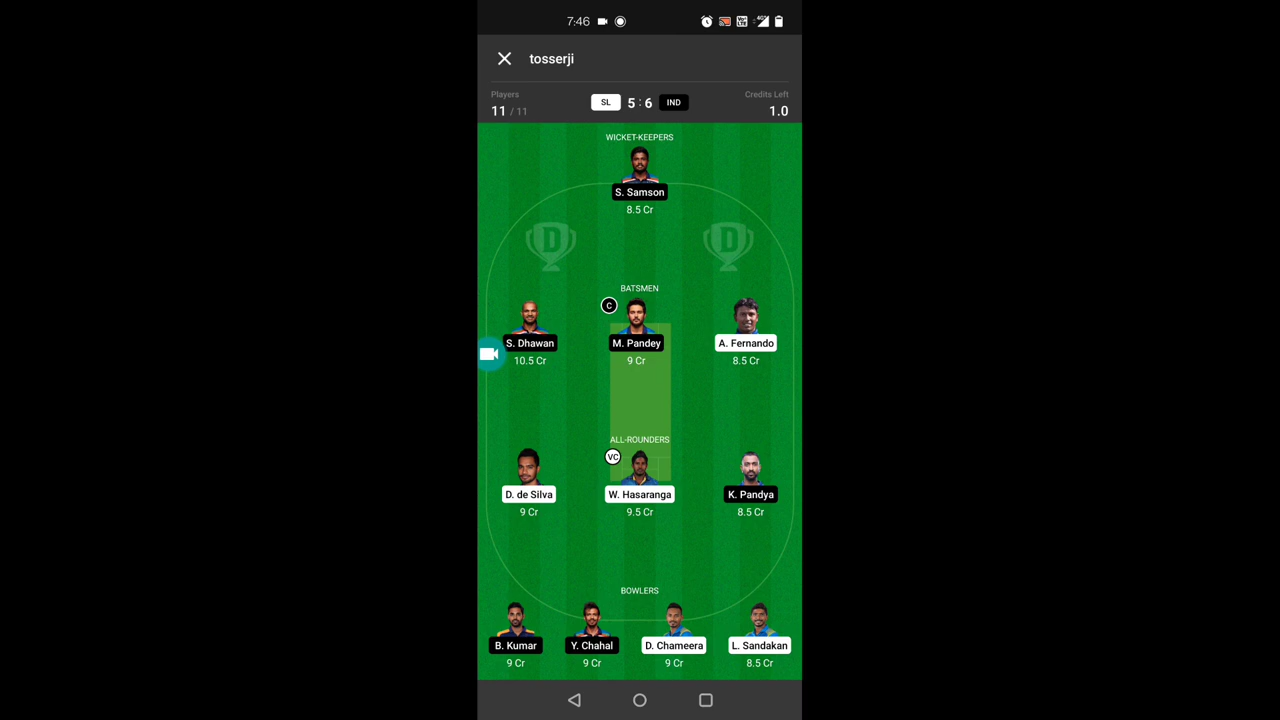 7:46
tosserji
Players
11 / 11
SL 5 : 6 IND
Credits Left
1.0
WICKET-KEEPERS
S. Samson
8.5 Cr
D D
BATSMEN
C
S. Dhawan M. Pandey A. Fernando
10.5 Cr 9 Cr 8.5 Cr
ALL-ROUNDERS
VC
D. de Silva W. Hasaranga K. Pandya
9 Cr 9.5 Cr 8.5 Cr
BOWLERS
B. Kumar Y. Chahal D. Chameera L. Sandakan
9 Cr 9 Cr 9 Cr 8.5 Cr